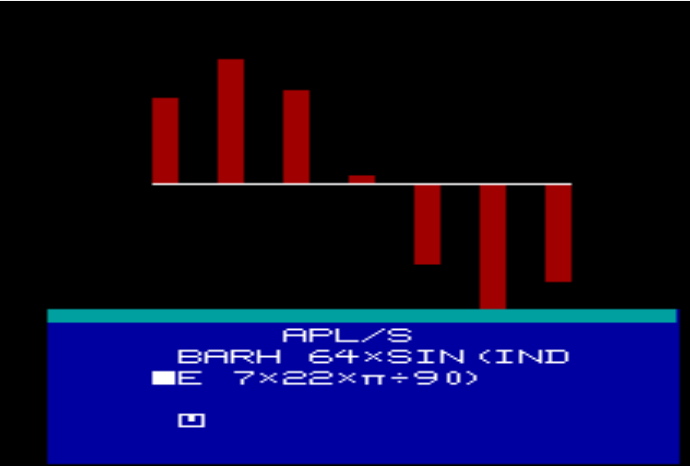 APL/S
BARH 64×SIN(IND
■E 7×22×π÷90)
⍞